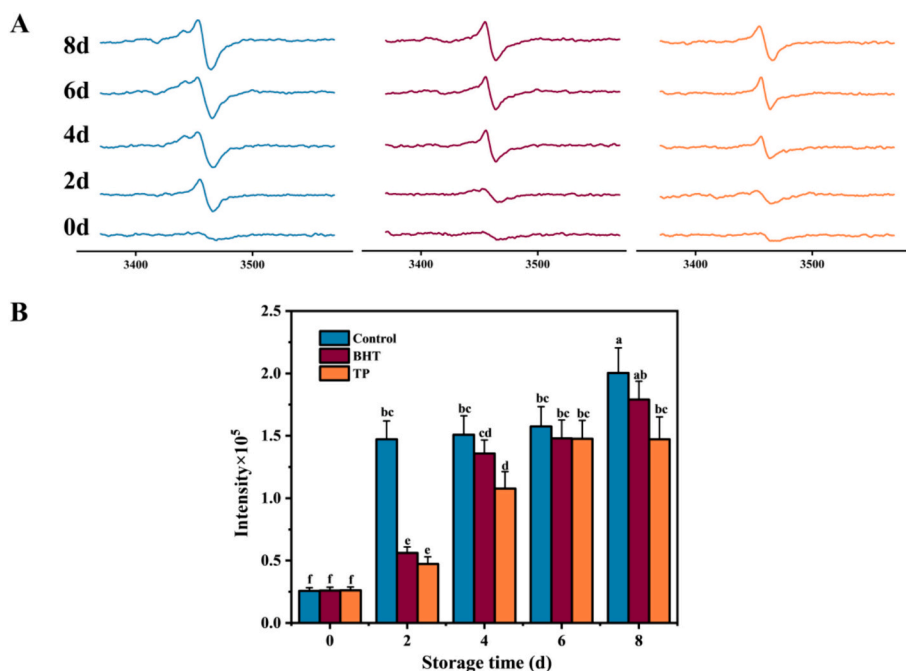 A
8d
6d
4d
2d
0d
3400 3500 3400 3500 3400 3500
B
2.5
2.0
1.5
1.0
0.5
0.0
Intensity×10⁵
Control
BHT
TP
f f f
bc e e
bc cd d
bc bc bc
a ab bc
0 2 4 6 8
Storage time (d)